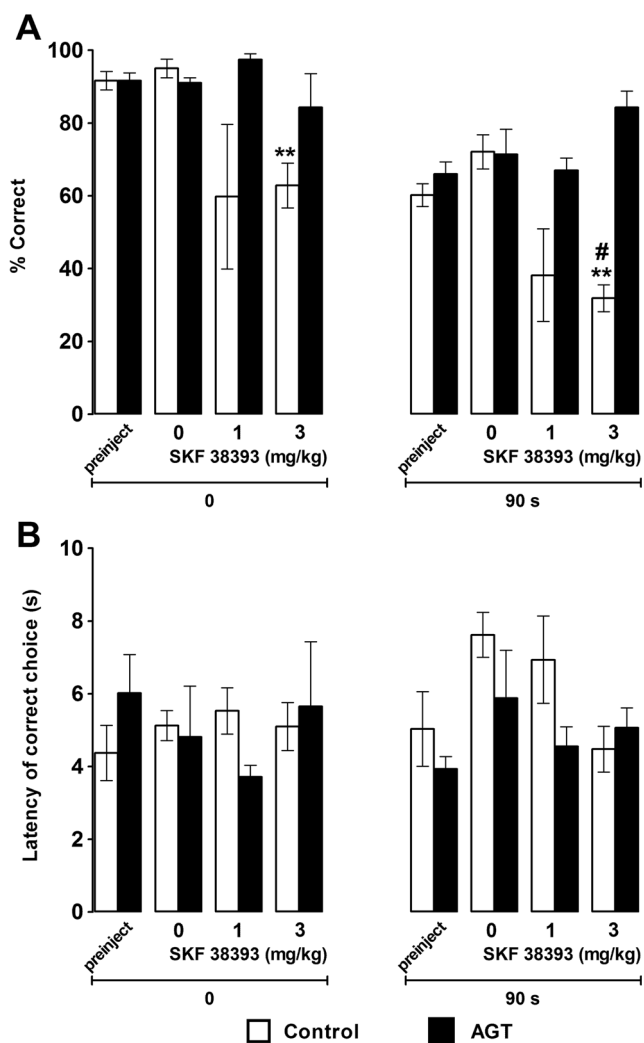 A
% Correct
100
80
60
40
20
0
**
#
**
preinject 0 1 3
SKF 38393 (mg/kg)
0
preinject 0 1 3
SKF 38393 (mg/kg)
90 s
B
Latency of correct choice (s)
10
8
6
4
2
0
preinject 0 1 3
SKF 38393 (mg/kg)
0
preinject 0 1 3
SKF 38393 (mg/kg)
90 s
Control AGT